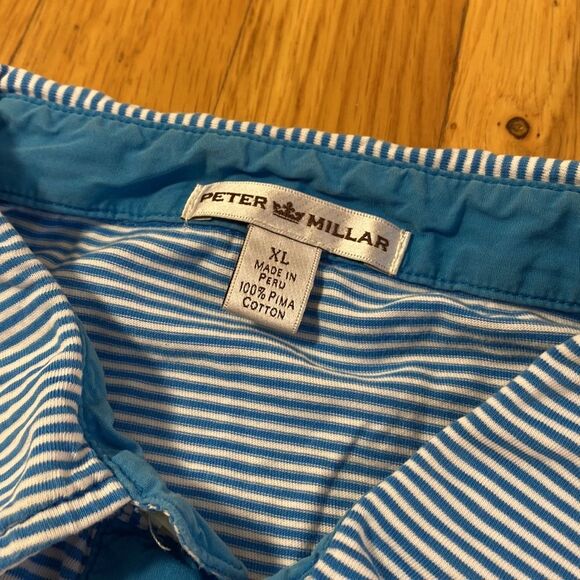 PETER MILLAR
XL
MADE IN
PERU
100% PIMA
COTTON